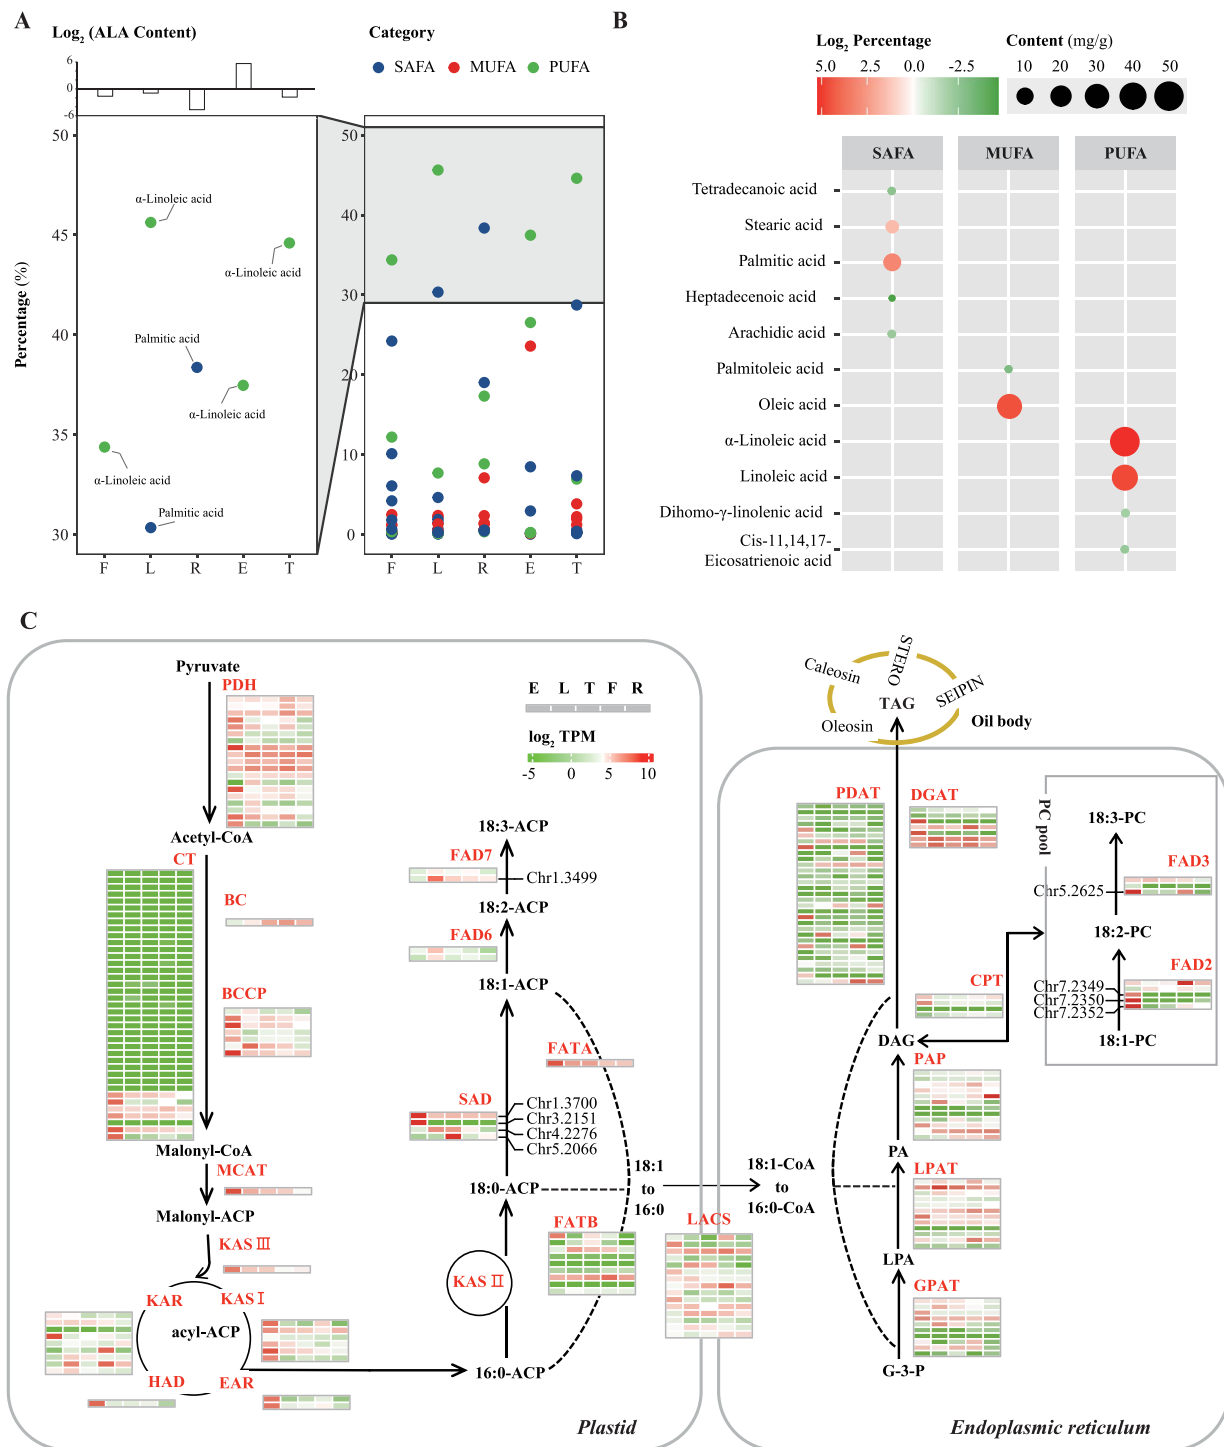 A
Log2 (ALA Content)
6
0
-6
50
45
40
35
30
Percentage (%)
α-Linoleic acid
α-Linoleic acid
Palmitic acid
α-Linoleic acid
α-Linoleic acid
Palmitic acid
F L R E T
Category
SAFA MUFA PUFA
50
40
30
20
10
0
F L R E T
B
Log2 Percentage
5.0 2.5 0.0 -2.5
Content (mg/g)
10 20 30 40 50
SAFA MUFA PUFA
Tetradecanoic acid
Stearic acid
Palmitic acid
Heptadecenoic acid
Arachidic acid
Palmitoleic acid
Oleic acid
α-Linoleic acid
Linoleic acid
Dihomo-γ-linolenic acid
Cis-11,14,17-
Eicosatrienoic acid
C
Pyruvate
PDH
Acetyl-CoA
CT
BC
BCCP
Malonyl-CoA
MCAT
Malonyl-ACP
KAS III
KAR
KAS I
acyl-ACP
HAD
EAR
E L T F R
log2 TPM
-5 0 5 10
18:3-ACP
FAD7
Chr1.3499
18:2-ACP
FAD6
18:1-ACP
FATA
SAD
Chr1.3700
Chr3.2151
Chr4.2276
Chr5.2066
18:0-ACP
18:1
to
16:0
FATB
KAS II
16:0-ACP
LACS
Plastid
18:1-CoA
to
16:0-CoA
Caleosin
STERO
SEIPIN
TAG
Oleosin
Oil body
PDAT
DGAT
PC pool
18:3-PC
FAD3
Chr5.2625
18:2-PC
FAD2
Chr7.2349
Chr7.2350
Chr7.2352
18:1-PC
CPT
DAG
PAP
PA
LPAT
LPA
GPAT
G-3-P
Endoplasmic reticulum